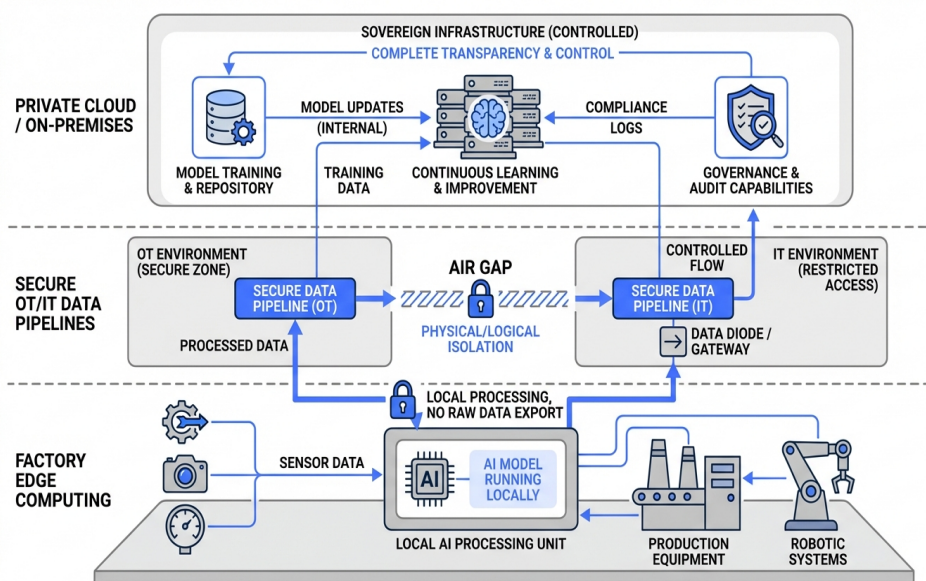 SOVEREIGN INFRASTRUCTURE (CONTROLLED)
COMPLETE TRANSPARENCY & CONTROL
PRIVATE CLOUD
/ ON-PREMISES
MODEL UPDATES
(INTERNAL)
COMPLIANCE
LOGS
MODEL TRAINING
& REPOSITORY
TRAINING
DATA
CONTINUOUS LEARNING
& IMPROVEMENT
GOVERNANCE &
AUDIT CAPABILITIES
SECURE
OT/IT DATA
PIPELINES
OT ENVIRONMENT
(SECURE ZONE)
SECURE DATA
PIPELINE (OT)
PROCESSED DATA
AIR GAP
PHYSICAL/LOGICAL
ISOLATION
CONTROLLED
FLOW
IT ENVIRONMENT
(RESTRICTED
ACCESS)
SECURE DATA
PIPELINE (IT)
DATA DIODE /
GATEWAY
LOCAL PROCESSING,
NO RAW DATA EXPORT
FACTORY
EDGE
COMPUTING
SENSOR DATA
AI
AI MODEL
RUNNING
LOCALLY
LOCAL AI PROCESSING UNIT
PRODUCTION
EQUIPMENT
ROBOTIC
SYSTEMS